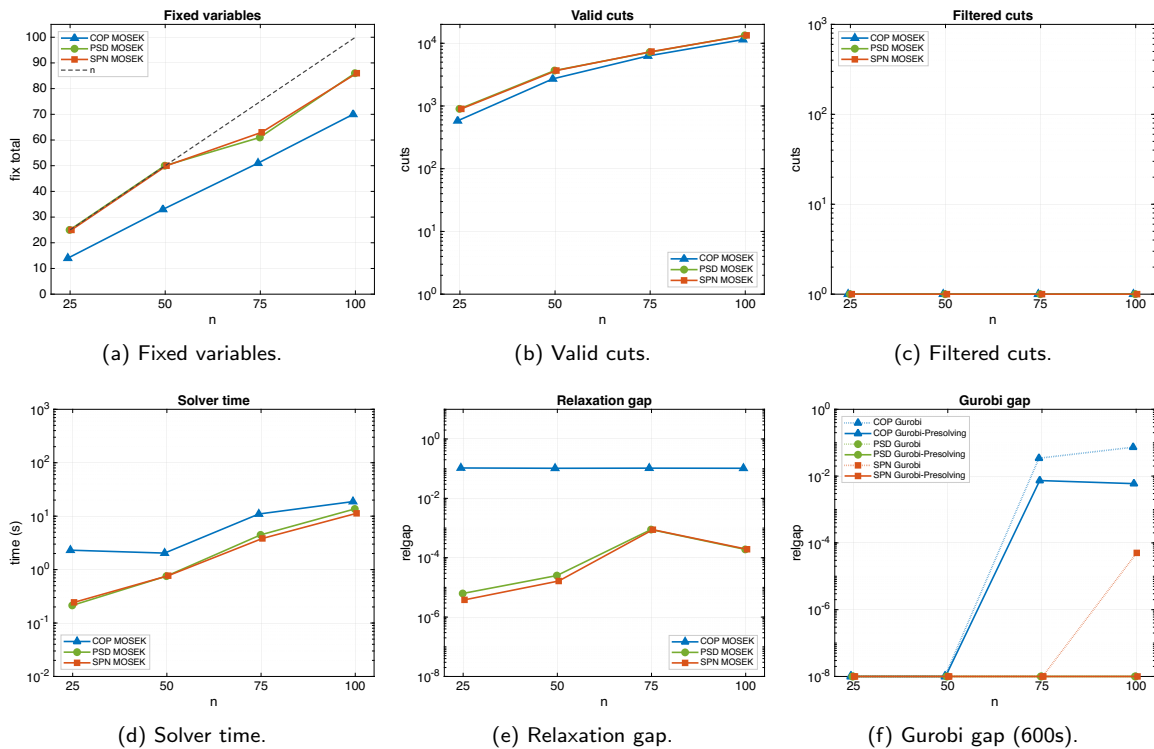 Fixed variables
100
90
80
70
60
50
40
30
20
10
0
fix total
COP MOSEK
PSD MOSEK
SPN MOSEK
n
25 50 75 100
n
(a) Fixed variables.
Valid cuts
10^4
10^3
10^2
10^1
10^0
cuts
COP MOSEK
PSD MOSEK
SPN MOSEK
25 50 75 100
n
(b) Valid cuts.
Filtered cuts
10^3
10^2
10^1
10^0
cuts
COP MOSEK
PSD MOSEK
SPN MOSEK
25 50 75 100
n
(c) Filtered cuts.
Solver time
10^3
10^2
10^1
10^0
10^-1
10^-2
time (s)
COP MOSEK
PSD MOSEK
SPN MOSEK
25 50 75 100
n
(d) Solver time.
Relaxation gap
10^0
10^-2
10^-4
10^-6
10^-8
relgap
COP MOSEK
PSD MOSEK
SPN MOSEK
25 50 75 100
n
(e) Relaxation gap.
Gurobi gap
10^0
10^-2
10^-4
10^-6
10^-8
relgap
COP Gurobi
COP Gurobi-Presolving
PSD Gurobi
PSD Gurobi-Presolving
SPN Gurobi
SPN Gurobi-Presolving
25 50 75 100
n
(f) Gurobi gap (600s).